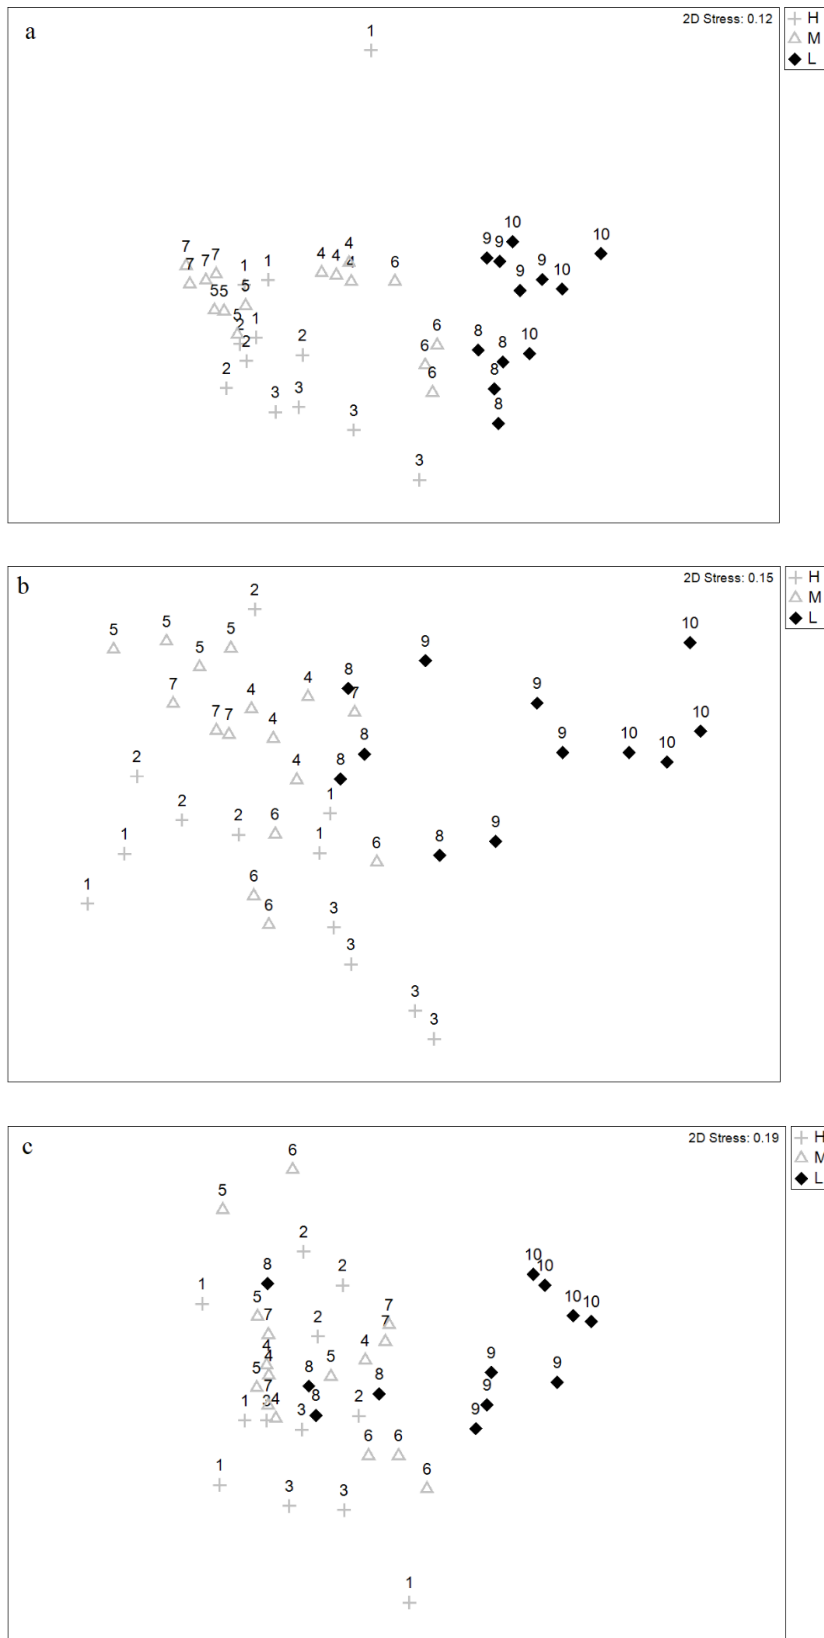 a
2D Stress: 0.12
H
M
L
1
10
10
7 4 9 9
7 7 7 1 1 4 4 4 6 9 10
5 5 5
5 1 6 8
2 2 2 6 8 10
2 6 8
3 3 8
3
3
b
2D Stress: 0.15
H
M
L
2
5 5 5 5 9 10
7 4 4 8 7 9
7 7 4 8 9 10 10 10
2 4 8
2 2 6 1 9
1 1 6 8
1 6
6 3
3
3
3
c
2D Stress: 0.19
H
M
L
6
5
2
8 2 10 10
1
5 2 7 10 10
7 7
4 4 4 9 9
5 8 5 8
7 8 2 9
1 3 4 3 9
6 6
1 3 3 6
1